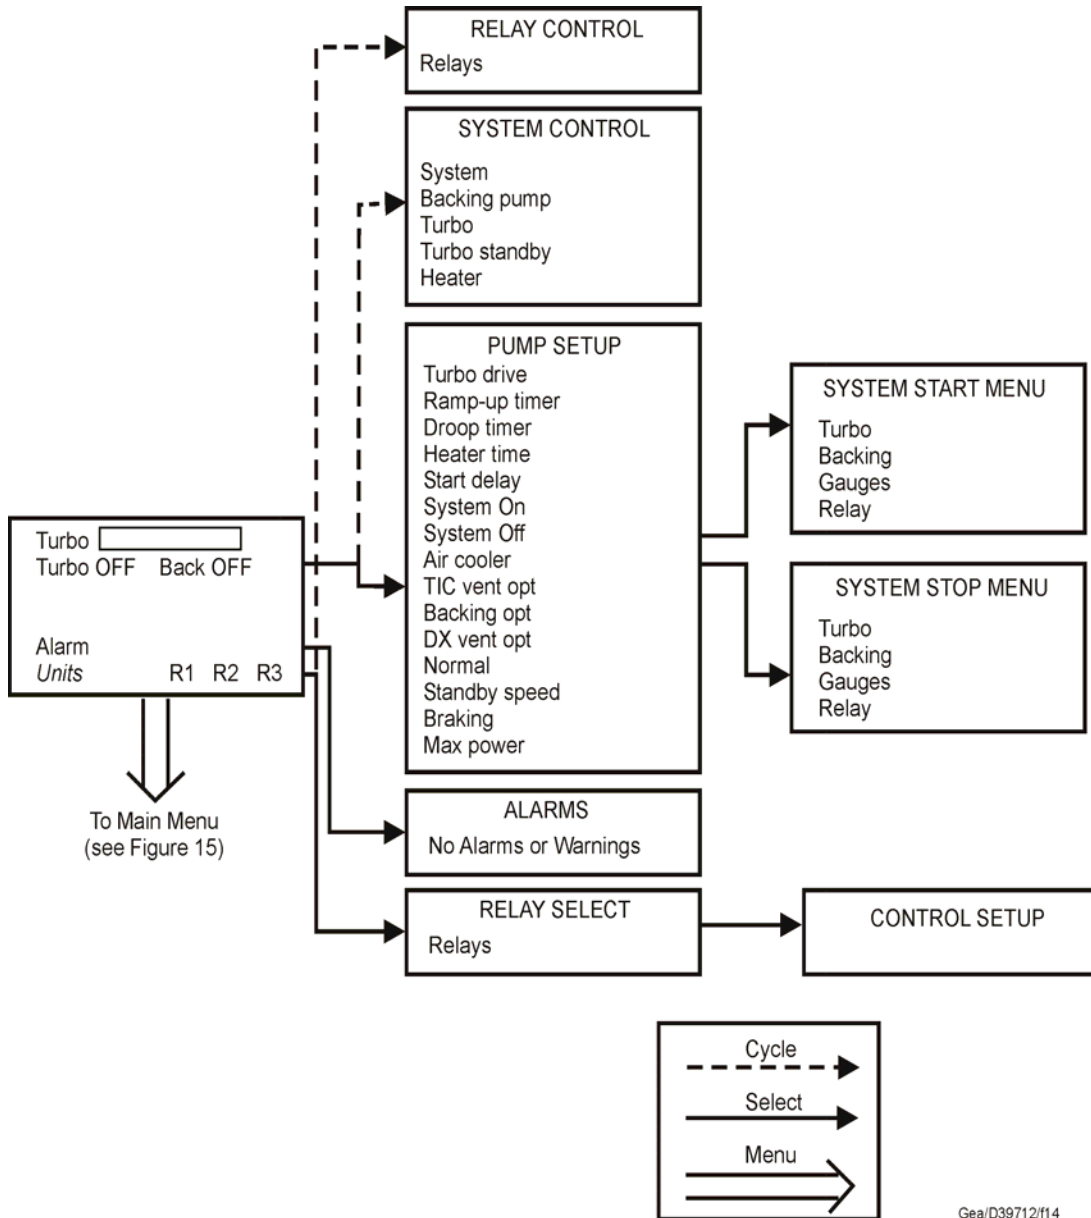 RELAY CONTROL
Relays
SYSTEM CONTROL
System
Backing pump
Turbo
Turbo standby
Heater
PUMP SETUP
Turbo drive
Ramp-up timer
Droop timer
Heater time
Start delay
System On
System Off
Air cooler
TIC vent opt
Backing opt
DX vent opt
Normal
Standby speed
Braking
Max power
SYSTEM START MENU
Turbo
Backing
Gauges
Relay
SYSTEM STOP MENU
Turbo
Backing
Gauges
Relay
Turbo
Turbo OFF Back OFF
Alarm
Units R1 R2 R3
To Main Menu
(see Figure 15)
ALARMS
No Alarms or Warnings
RELAY SELECT
Relays
CONTROL SETUP
Cycle
Select
Menu
Gea/D39712/f14